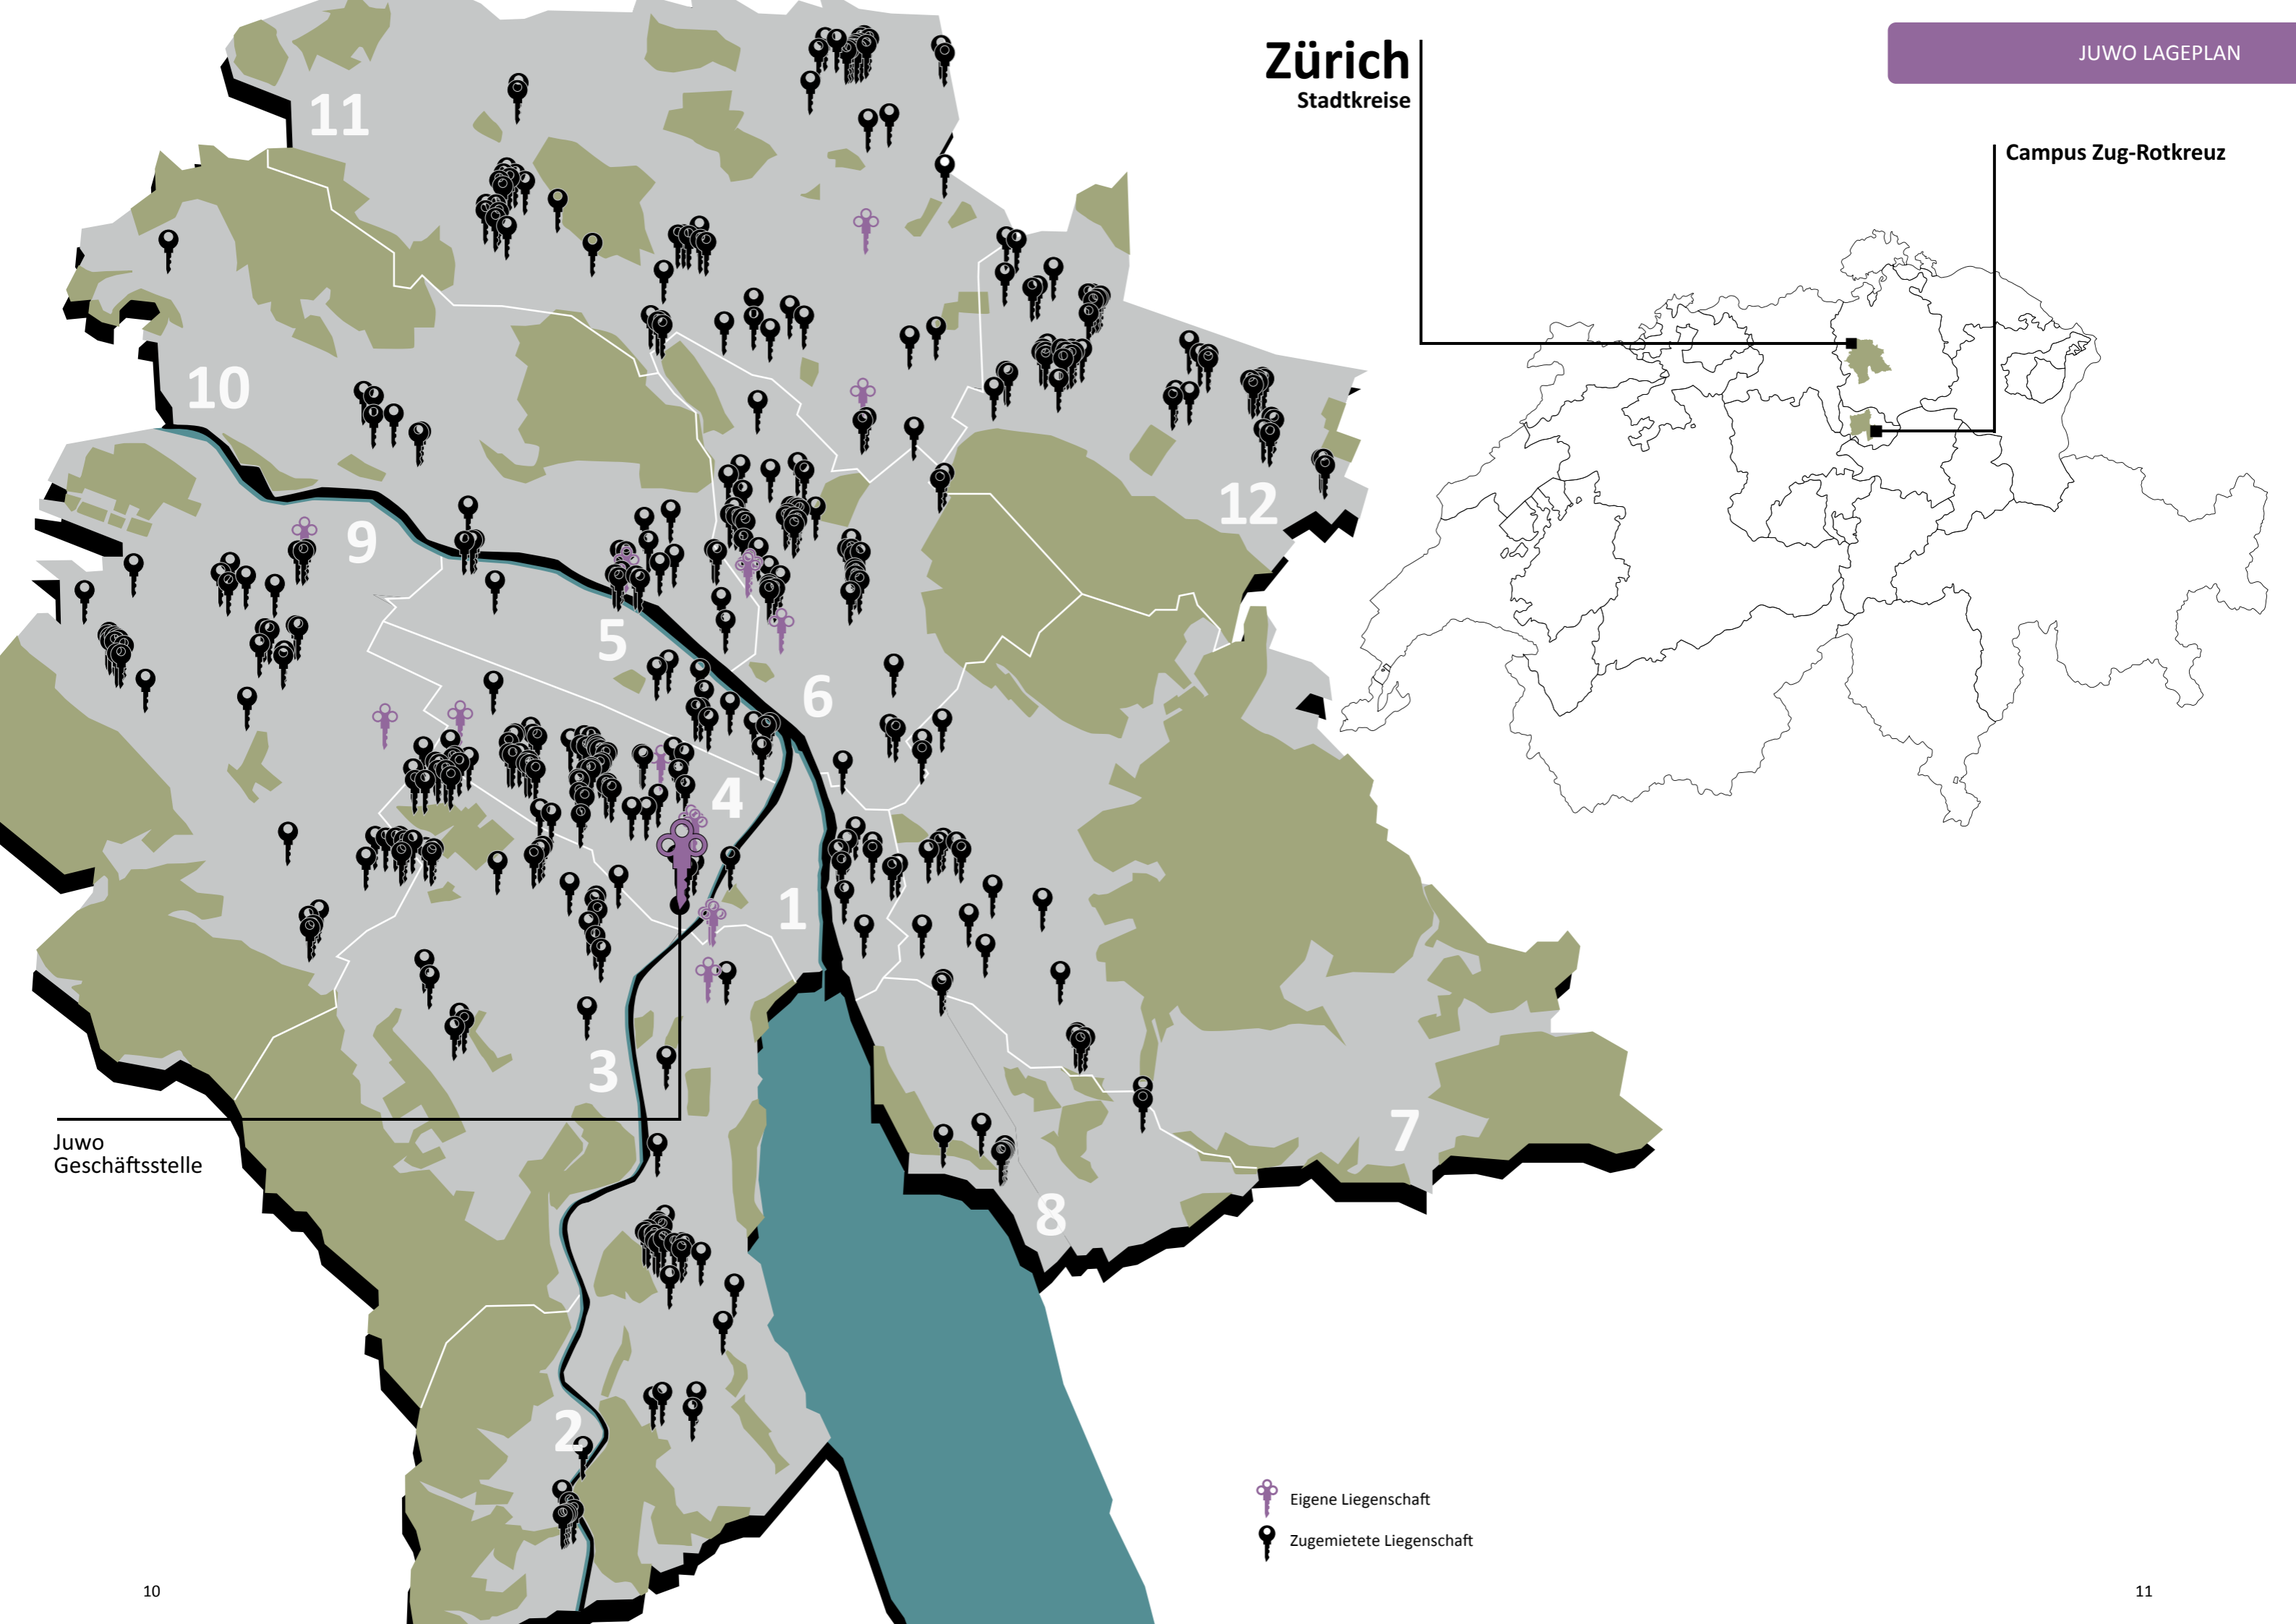 Zürich
Stadtkreise
JUWO LAGEPLAN
Campus Zug-Rotkreuz
11
10
9
12
5
6
4
1
3
7
8
2
Juwo
Geschäftsstelle
Eigene Liegenschaft
Zugemietete Liegenschaft
10
11